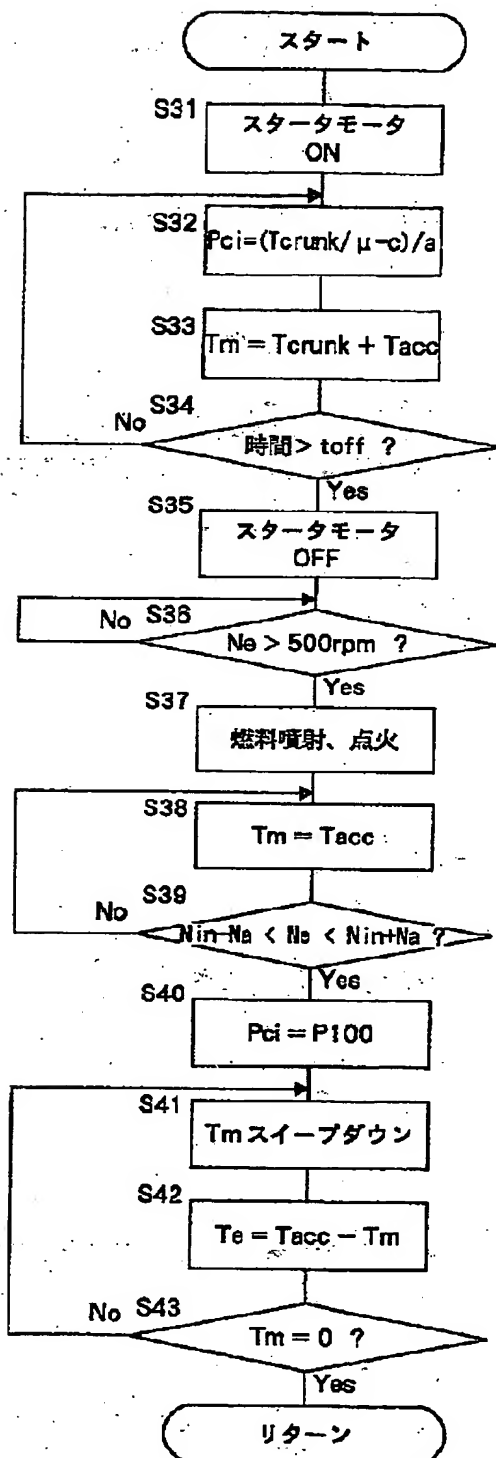 スタート
S31
スタータモータ
ON
S32
Pci=(Tcrunk/μ-c)/a
S33
Tm = Tcrunk + Tacc
No S34
時間> toff ?
Yes
S35
スタータモータ
OFF
No S36
Ne > 500rpm ?
Yes
S37
燃料噴射、点火
S38
Tm = Tacc
No S39
Nin-Na < Ne < Nin+Na ?
Yes
S40
Pci = P100
S41
Tmスイープダウン
S42
Te = Tacc - Tm
No S43
Tm = 0 ?
Yes
リターン